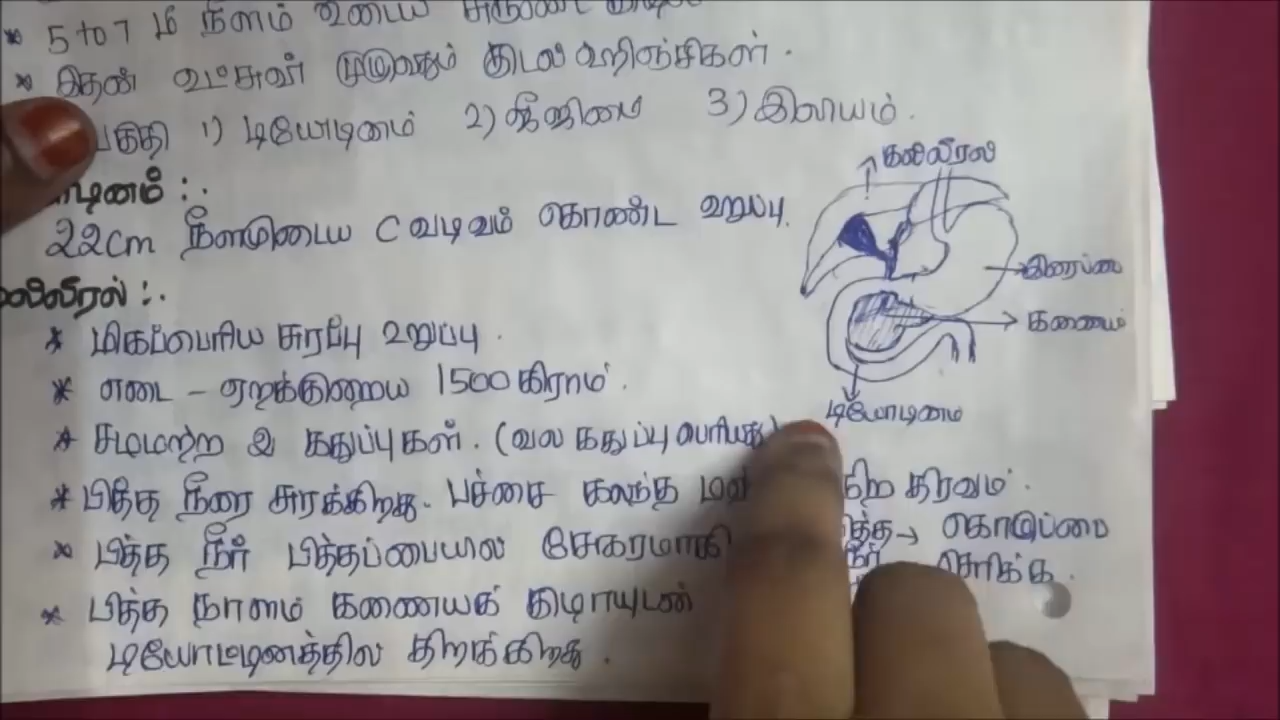 * 5 to 7 மீ நீளம் உடைய சுருண்ட
* இதன் உட்சுவர் முழுவதும் குடல் உறிஞ்சிகள்.
பகுதி 1) டியோடினம் 2) ஜீஜினம் 3) இலியம்.
டினம் :.
22cm நீளமுடைய C வடிவம் கொண்ட உறுப்பு.
கல்லீரல்
இரைப்பை
கணையம்
டியோடினம்
லலீரல் :.
* மிகப்பெரிய சுரப்பு உறுப்பு.
* எடை - ஏறக்குறைய 1500 கிராம்.
* சமமற்ற 2 கதுப்புகள். (வல கதுப்பு பெரியது)
* பித்த நீரை சுரக்கிறது. பச்சை கலந்த மஞ் நிற திரவம்.
* பித்த நீர் பித்தப்பையில் சேகரமாகி
பித்த → கொழுப்பை
நீர் செரிக்க.
* பித்த நாளம் கணையக் குழாயுடன்
டியோடினத்தில் திறக்கிறது.